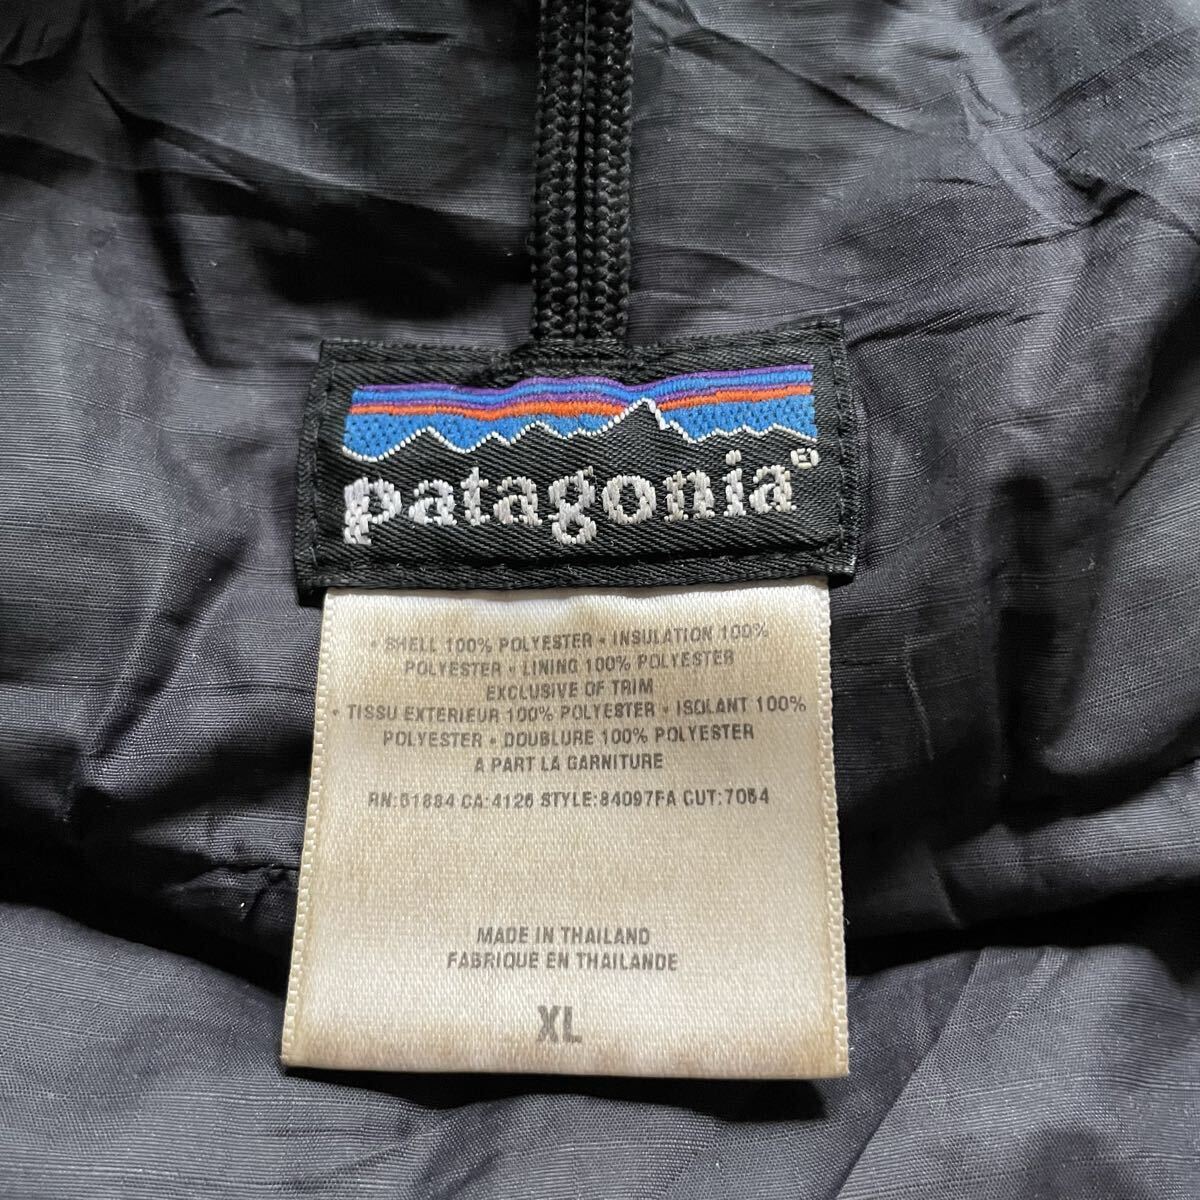 patagonia®
• SHELL 100% POLYESTER • INSULATION 100%
POLYESTER • LINING 100% POLYESTER
EXCLUSIVE OF TRIM
• TISSU EXTERIEUR 100% POLYESTER • ISOLANT 100%
POLYESTER • DOUBLURE 100% POLYESTER
A PART LA GARNITURE
RN:51884 CA:4126 STYLE:84097FA CUT:7054
MADE IN THAILAND
FABRIQUE EN THAILANDE
XL